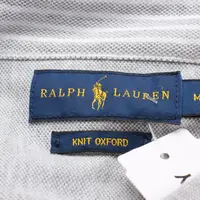 RALPH LAUREN
M
KNIT OXFORD